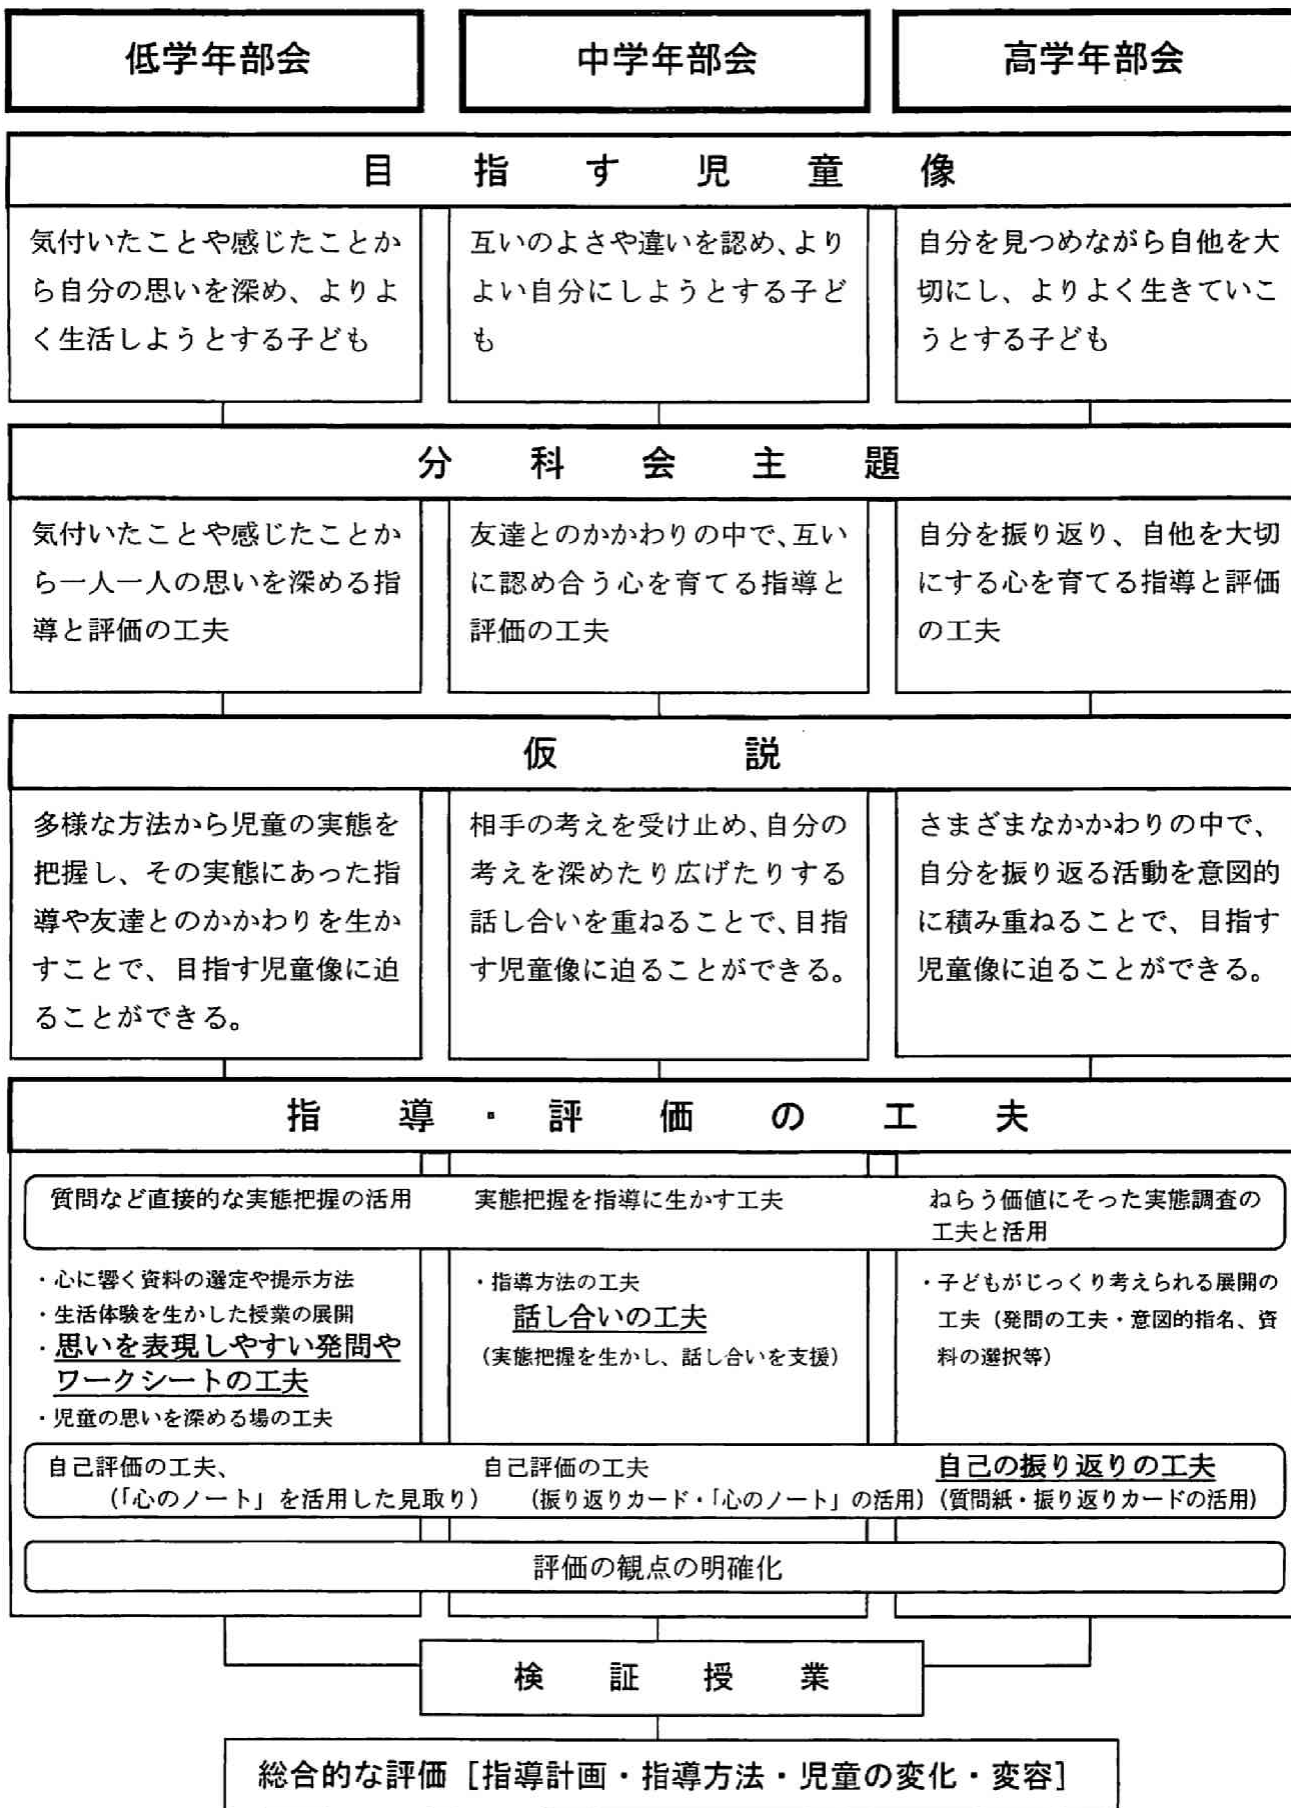 低学年部会
中学年部会
高学年部会
目指す児童像
気付いたことや感じたことか
ら自分の思いを深め、よりよ
く生活しようとする子ども
互いのよさや違いを認め、より
よい自分にしようとする子ど
も
自分を見つめながら自他を大
切にし、よりよく生きていこ
うとする子ども
分科会主題
気付いたことや感じたことか
ら一人一人の思いを深める指
導と評価の工夫
友達とのかかわりの中で、互い
に認め合う心を育てる指導と
評価の工夫
自分を振り返り、自他を大切
にする心を育てる指導と評価
の工夫
仮説
多様な方法から児童の実態を
把握し、その実態にあった指
導や友達とのかかわりを生か
すことで、目指す児童像に迫
ることができる。
相手の考えを受け止め、自分の
考えを深めたり広げたりする
話し合いを重ねることで、目指
す児童像に迫ることができる。
さまざまなかかわりの中で、
自分を振り返る活動を意図的
に積み重ねることで、目指す
児童像に迫ることができる。
指導・評価の工夫
質問など直接的な実態把握の活用
実態把握を指導に生かす工夫
ねらう価値にそった実態調査の
工夫と活用
・心に響く資料の選定や提示方法
・生活体験を生かした授業の展開
・思いを表現しやすい発問や
ワークシートの工夫
・児童の思いを深める場の工夫
・指導方法の工夫
話し合いの工夫
(実態把握を生かし、話し合いを支援)
・子どもがじっくり考えられる展開の
工夫(発問の工夫・意図的指名、資
料の選択等)
自己評価の工夫、
(「心のノート」を活用した見取り)
自己評価の工夫
(振り返りカード・「心のノート」の活用)
自己の振り返りの工夫
(質問紙・振り返りカードの活用)
評価の観点の明確化
検証授業
総合的な評価[指導計画・指導方法・児童の変化・変容]